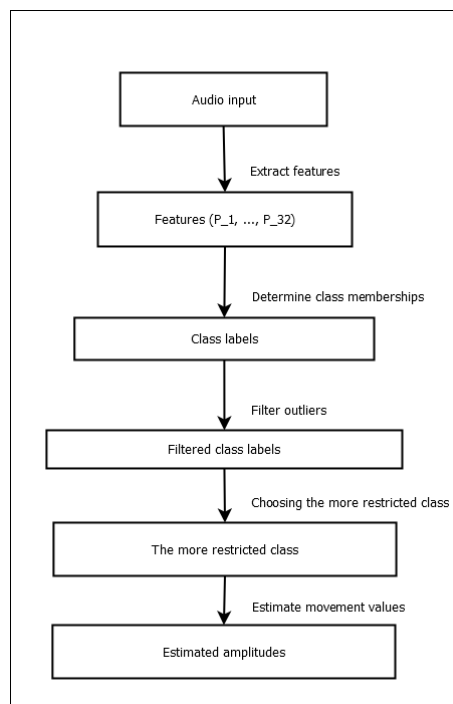 Audio input
Extract features
Features (P_1, ..., P_32)
Determine class memberships
Class labels
Filter outliers
Filtered class labels
Choosing the more restricted class
The more restricted class
Estimate movement values
Estimated amplitudes